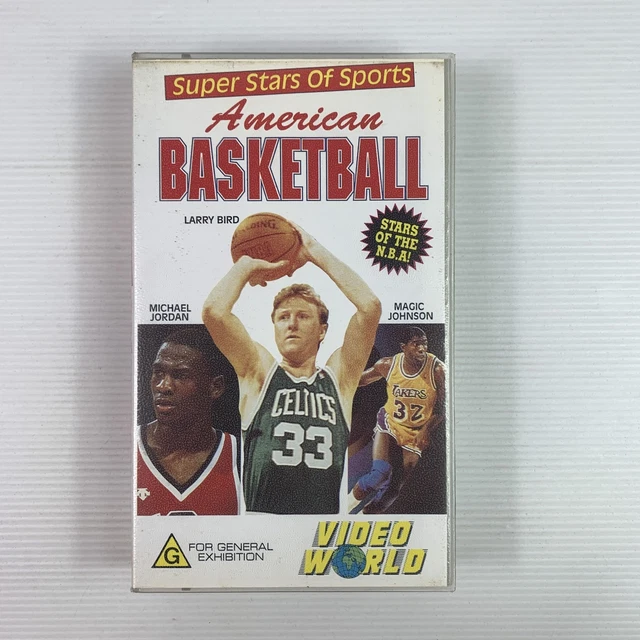 Super Stars Of Sports
American
BASKETBALL
LARRY BIRD
STARS
OF THE
N.B.A!
MICHAEL
JORDAN
MAGIC
JOHNSON
CELTICS
33
LAKERS
32
G
FOR GENERAL
EXHIBITION
VIDEO
WORLD